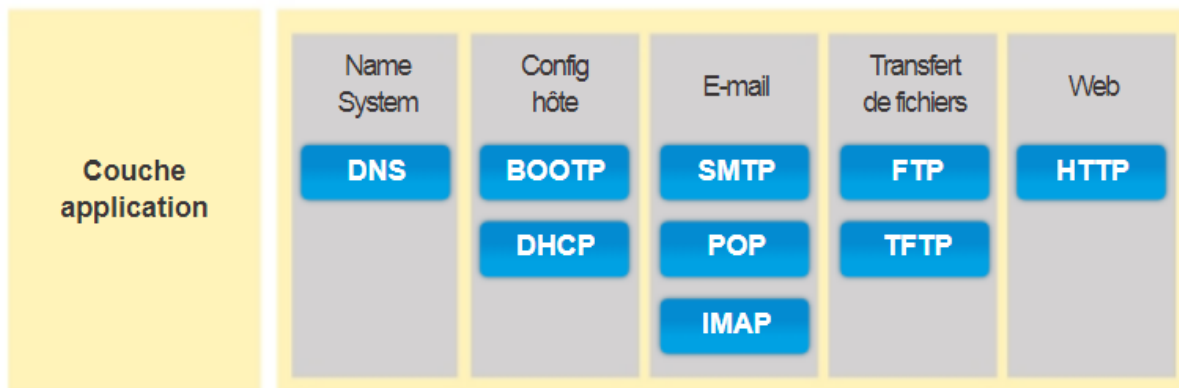 Couche
application
Name
System
DNS
Config
hôte
BOOTP
DHCP
E-mail
SMTP
POP
IMAP
Transfert
de fichiers
FTP
TFTP
Web
HTTP